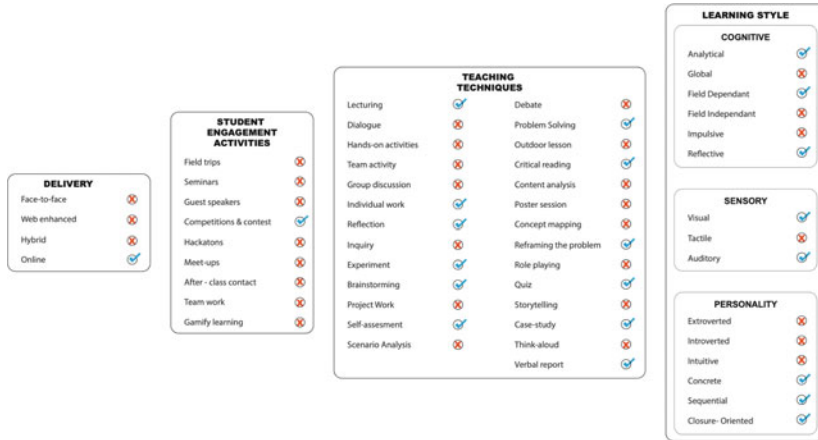 DELIVERY
Face-to-face
Web enhanced
Hybrid
Online
STUDENT
ENGAGEMENT
ACTIVITIES
Field trips
Seminars
Guest speakers
Competitions & contest
Hackatons
Meet-ups
After - class contact
Team work
Gamify learning
TEACHING
TECHNIQUES
Lecturing
Dialogue
Hands-on activities
Team activity
Group discussion
Individual work
Reflection
Inquiry
Experiment
Brainstorming
Project Work
Self-assesment
Scenario Analysis
Debate
Problem Solving
Outdoor lesson
Critical reading
Content analysis
Poster session
Concept mapping
Reframing the problem
Role playing
Quiz
Storytelling
Case-study
Think-aloud
Verbal report
LEARNING STYLE
COGNITIVE
Analytical
Global
Field Dependant
Field Independant
Impulsive
Reflective
SENSORY
Visual
Tactile
Auditory
PERSONALITY
Extroverted
Introverted
Intuitive
Concrete
Sequential
Closure- Oriented